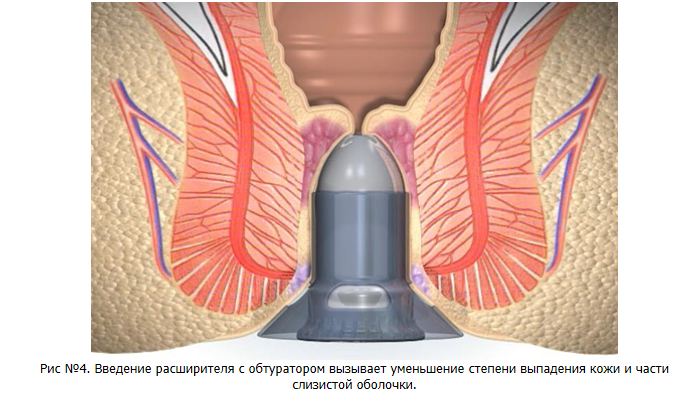 Рис №4. Введение расширителя с обтуратором вызывает уменьшение степени выпадения кожи и части
слизистой оболочки.